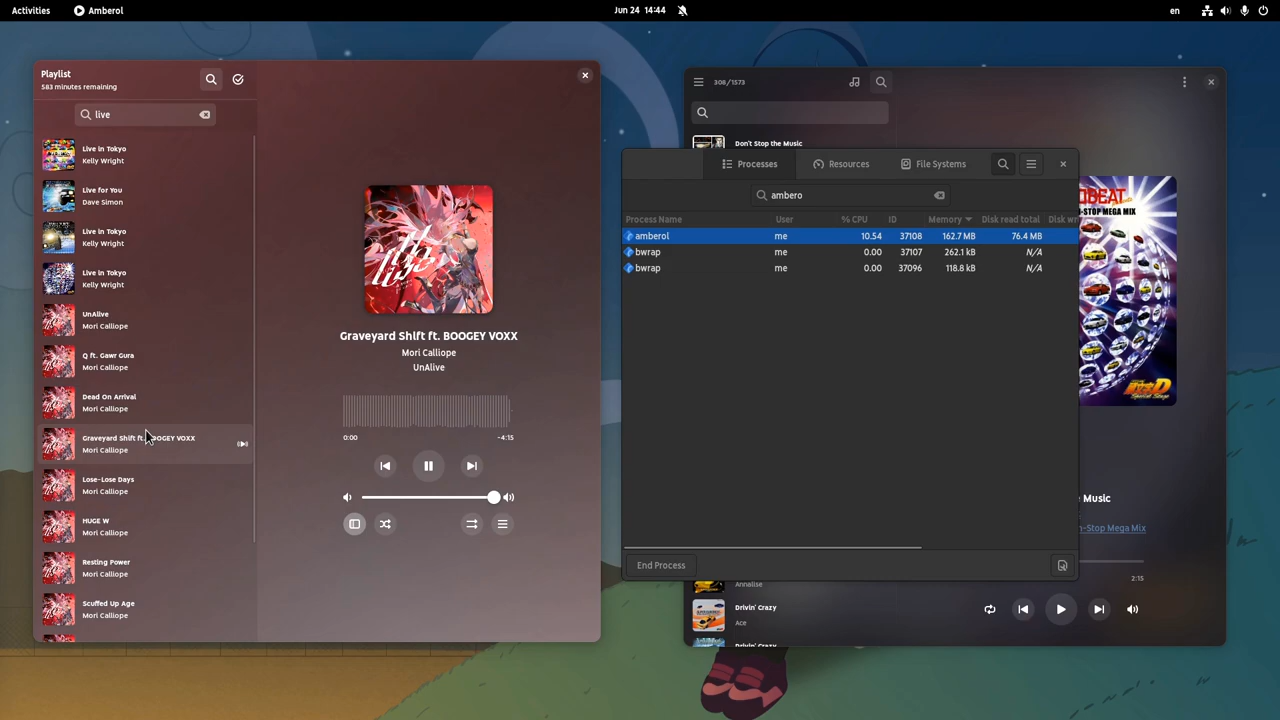 Activities
Amberol
Jun 24 14:44
en
Playlist
583 minutes remaining
live
Live in Tokyo
Kelly Wright
Live for You
Dave Simon
Live in Tokyo
Kelly Wright
Live in Tokyo
Kelly Wright
UnAlive
Mori Calliope
Q ft. Gawr Gura
Mori Calliope
Dead On Arrival
Mori Calliope
Graveyard Shift ft. BOOGEY VOXX
Mori Calliope
Lose-Lose Days
Mori Calliope
HUGE W
Mori Calliope
Resting Power
Mori Calliope
Scuffed Up Age
Mori Calliope
Graveyard Shift ft. BOOGEY VOXX
Mori Calliope
UnAlive
0:00
-4:15
308/1573
Don't Stop the Music
Processes
Resources
File Systems
ambero
Process Name User % CPU ID Memory Disk read total Disk wr
amberol me 10.54 37108 162.7 MB 76.4 MB
bwrap me 0.00 37107 262.1 kB N/A
bwrap me 0.00 37096 118.8 kB N/A
End Process
OBEAT
-STOP MEGA MIX
D
Special Stage
Music
n-Stop Mega Mix
2:15
Annalise
Drivin' Crazy
Ace
Drivin' Crazy